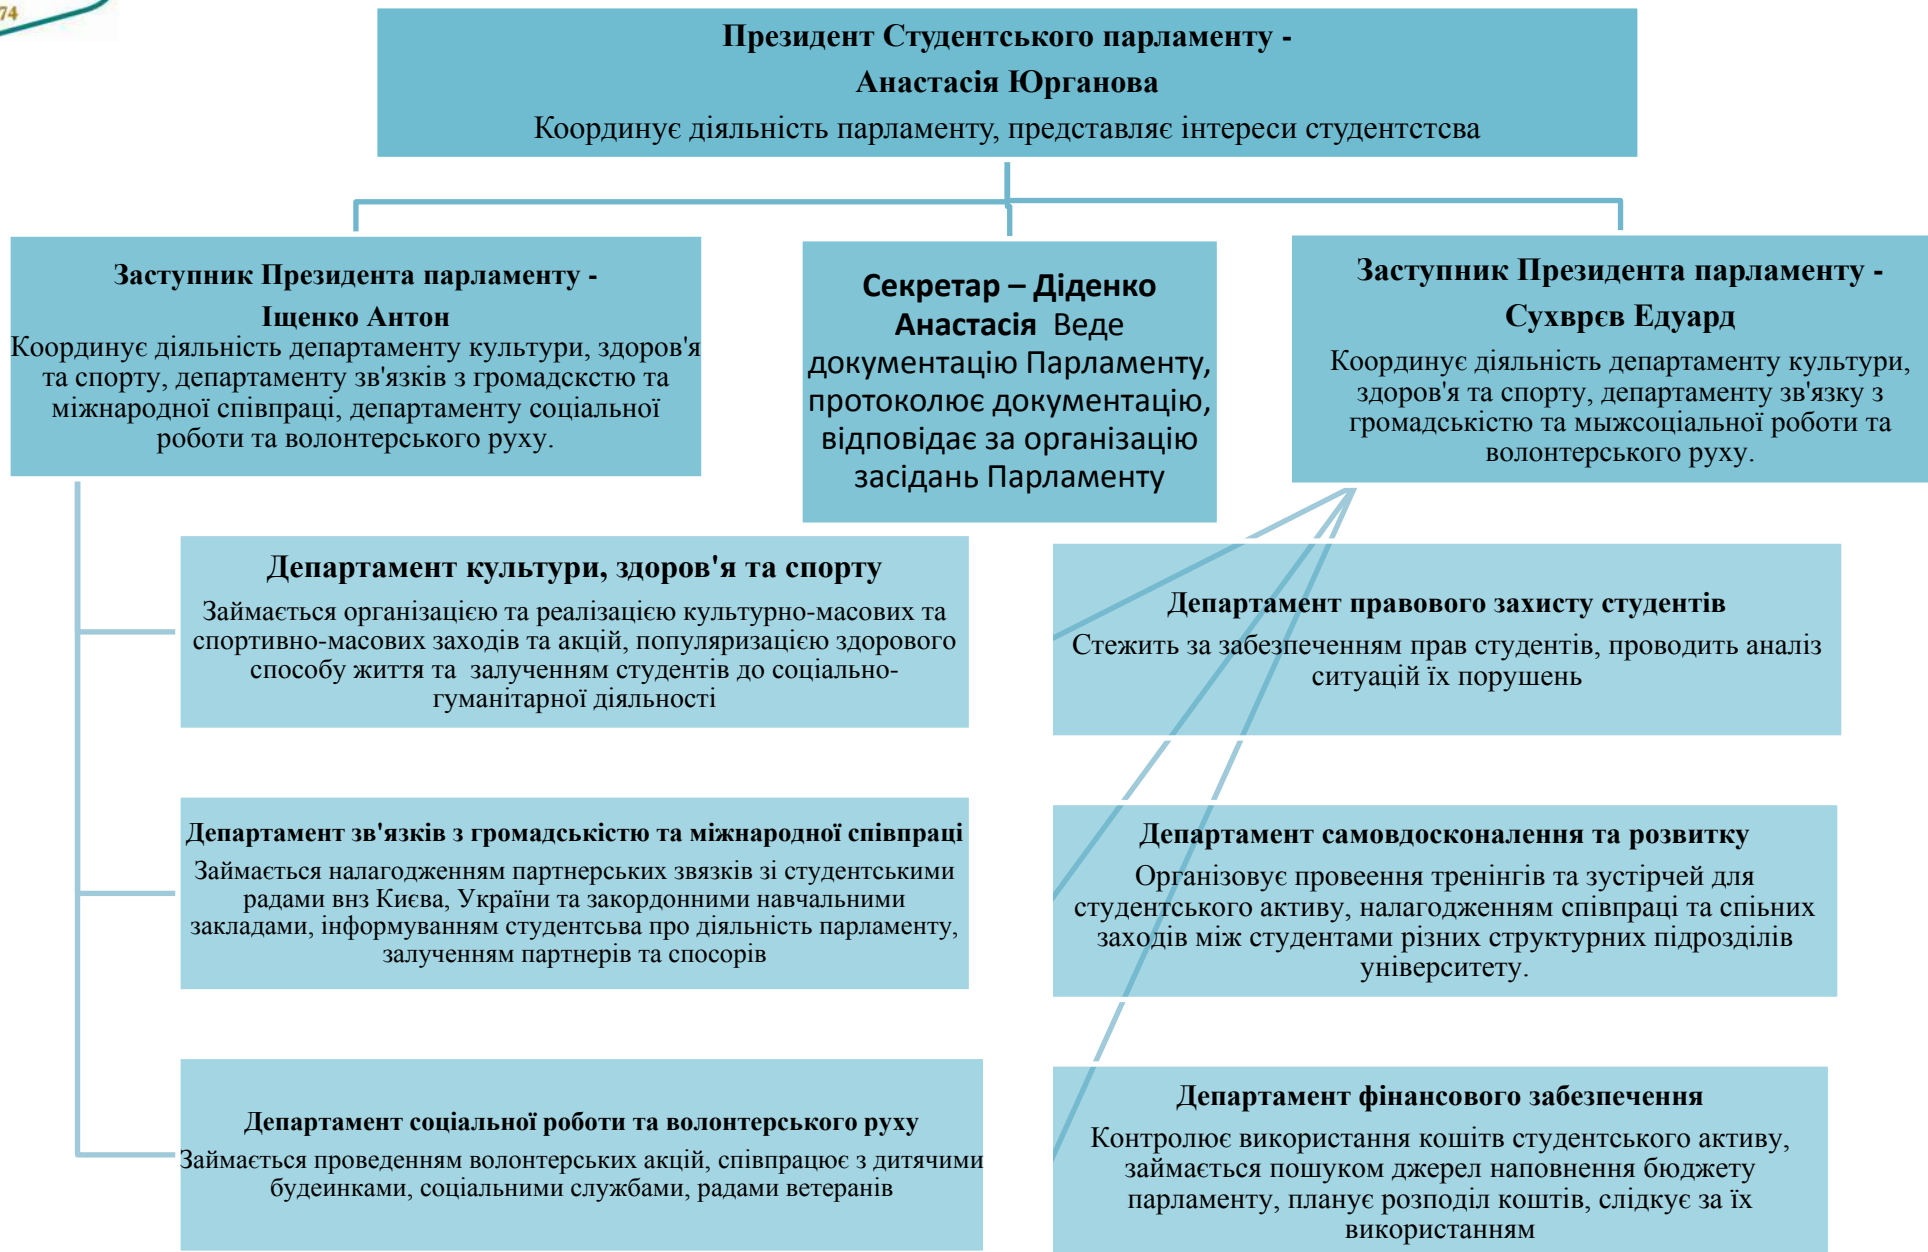 74
Президент Студентського парламенту -
Анастасія Юрганова
Координує діяльність парламенту, представляє інтереси студентстсва
Заступник Президента парламенту -
Іщенко Антон
Координує діяльність департаменту культури, здоров'я
та спорту, департаменту зв'язків з громадскстю та
міжнародної співпраці, департаменту соціальної
роботи та волонтерського руху.
Секретар – Діденко
Анастасія Веде
документацію Парламенту,
протоколює документацію,
відповідає за організацію
засідань Парламенту
Заступник Президента парламенту -
Сухврєв Едуард
Координує діяльність департаменту культури,
здоров'я та спорту, департаменту зв'язку з
громадськістю та мыжсоціальної роботи та
волонтерського руху.
Департамент культури, здоров'я та спорту
Займається організацією та реалізацією культурно-масових та
спортивно-масових заходів та акцій, популяризацією здорового
способу життя та залученням студентів до соціально-
гуманітарної діяльності
Департамент правового захисту студентів
Стежить за забезпеченням прав студентів, проводить аналіз
ситуацій їх порушень
Департамент зв'язків з громадськістю та міжнародної співпраці
Займається налагодженням партнерських звязків зі студентськими
радами внз Києва, України та закордонними навчальними
закладами, інформуванням студентсьва про діяльність парламенту,
залученням партнерів та спосорів
Департамент самовдосконалення та розвитку
Організовує провеення тренінгів та зустірчей для
студентського активу, налагодженням співпраці та спіьних
заходів між студентами різних структурних підрозділів
університету.
Департамент соціальної роботи та волонтерського руху
Займається проведенням волонтерських акцій, співпрацює з дитячими
будеинками, соціальними службами, радами ветеранів
Департамент фінансового забезпечення
Контролює використання кошітв студентського активу,
займається пошуком джерел наповнення бюджету
парламенту, планує розподіл коштів, слідкує за їх
використанням